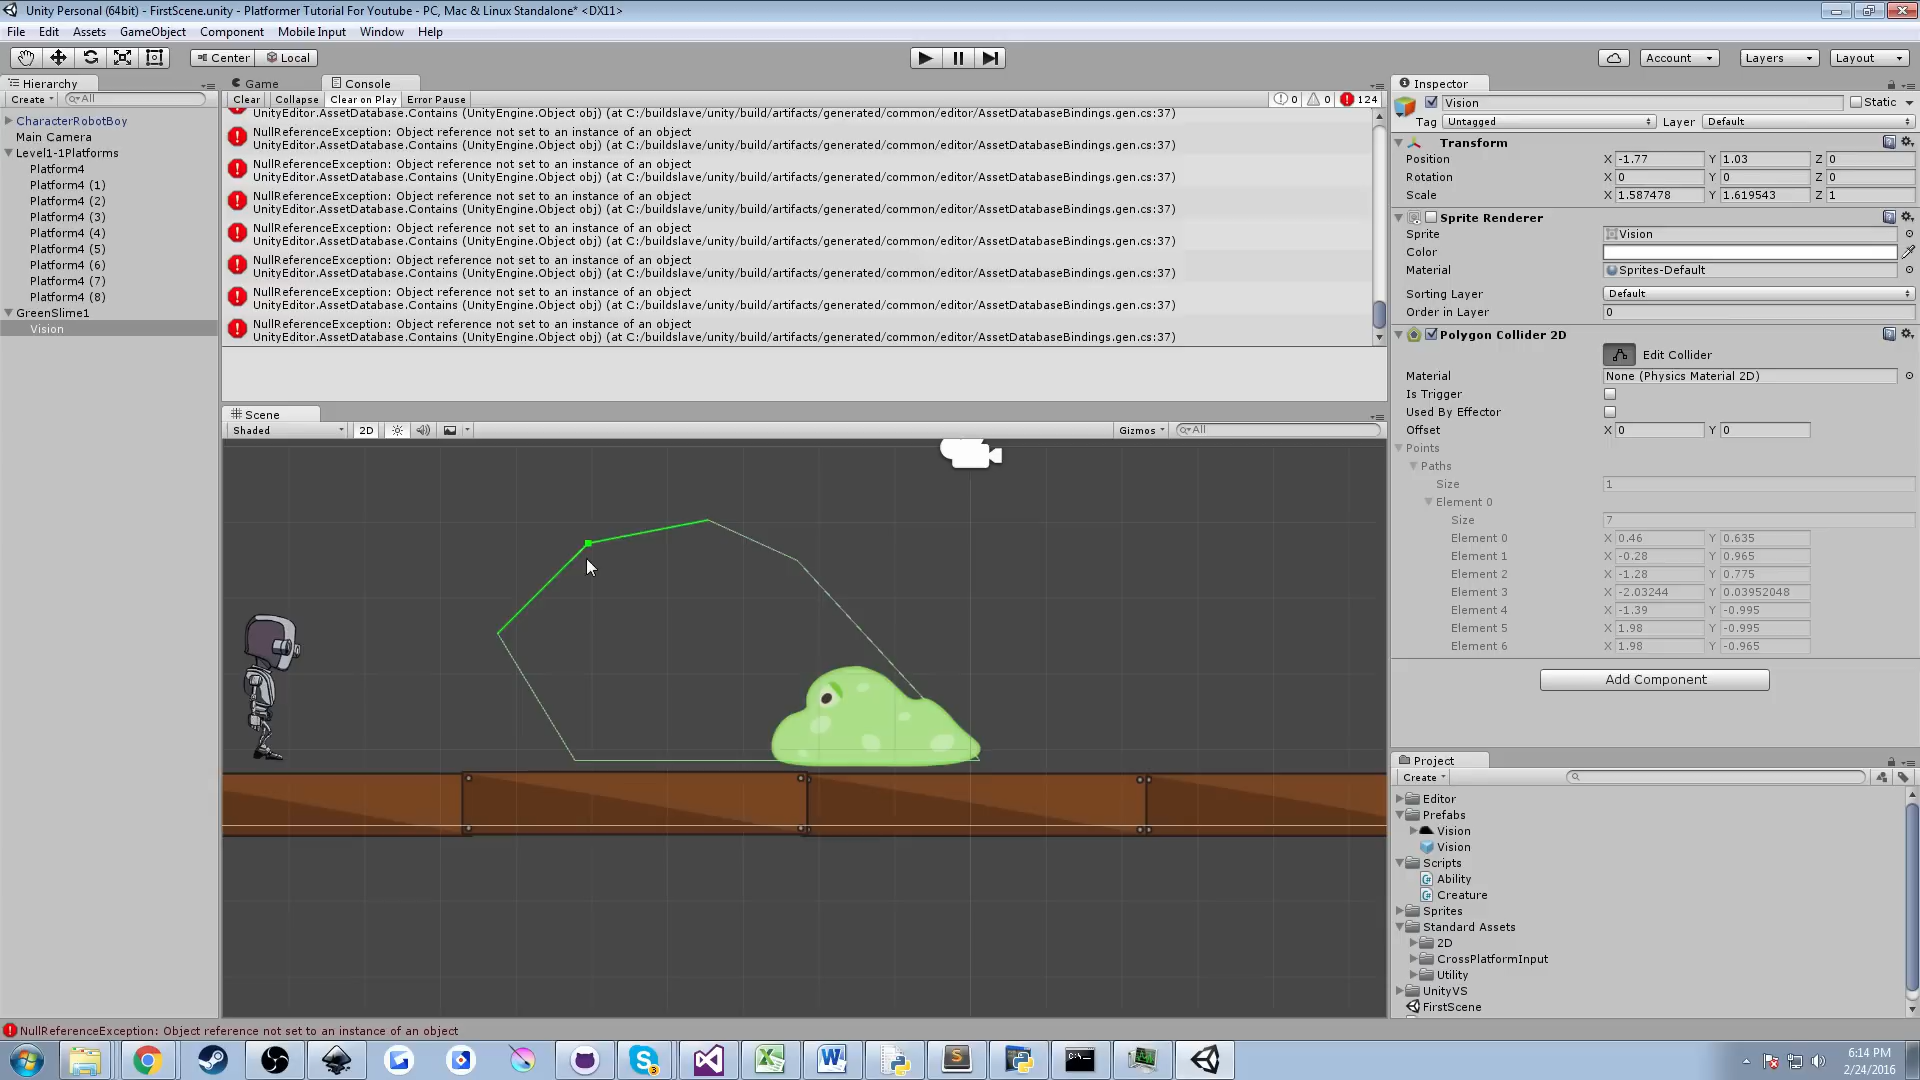 Unity Personal (64bit) - FirstScene.unity - Platformer Tutorial For Youtube - PC, Mac & Linux Standalone* <DX11>
File Edit Assets GameObject Component Mobile Input Window Help
Center Local Account Layers Layout
Hierarchy
Create All
CharacterRobotBoy
Main Camera
Level1-1Platforms
Platform4
Platform4 (1)
Platform4 (2)
Platform4 (3)
Platform4 (4)
Platform4 (5)
Platform4 (6)
Platform4 (7)
Platform4 (8)
GreenSlime1
Vision
Game Console
Clear Collapse Clear on Play Error Pause 0 0 124
UnityEditor.AssetDatabase.Contains (UnityEngine.Object obj) (at C:/buildslave/unity/build/artifacts/generated/common/editor/AssetDatabaseBindings.gen.cs:37)
NullReferenceException: Object reference not set to an instance of an object
UnityEditor.AssetDatabase.Contains (UnityEngine.Object obj) (at C:/buildslave/unity/build/artifacts/generated/common/editor/AssetDatabaseBindings.gen.cs:37)
NullReferenceException: Object reference not set to an instance of an object
UnityEditor.AssetDatabase.Contains (UnityEngine.Object obj) (at C:/buildslave/unity/build/artifacts/generated/common/editor/AssetDatabaseBindings.gen.cs:37)
NullReferenceException: Object reference not set to an instance of an object
UnityEditor.AssetDatabase.Contains (UnityEngine.Object obj) (at C:/buildslave/unity/build/artifacts/generated/common/editor/AssetDatabaseBindings.gen.cs:37)
NullReferenceException: Object reference not set to an instance of an object
UnityEditor.AssetDatabase.Contains (UnityEngine.Object obj) (at C:/buildslave/unity/build/artifacts/generated/common/editor/AssetDatabaseBindings.gen.cs:37)
NullReferenceException: Object reference not set to an instance of an object
UnityEditor.AssetDatabase.Contains (UnityEngine.Object obj) (at C:/buildslave/unity/build/artifacts/generated/common/editor/AssetDatabaseBindings.gen.cs:37)
NullReferenceException: Object reference not set to an instance of an object
UnityEditor.AssetDatabase.Contains (UnityEngine.Object obj) (at C:/buildslave/unity/build/artifacts/generated/common/editor/AssetDatabaseBindings.gen.cs:37)
NullReferenceException: Object reference not set to an instance of an object
UnityEditor.AssetDatabase.Contains (UnityEngine.Object obj) (at C:/buildslave/unity/build/artifacts/generated/common/editor/AssetDatabaseBindings.gen.cs:37)
Scene
Shaded 2D Gizmos All
Inspector
Vision Static
Tag Untagged Layer Default
Transform
Position X -1.77 Y 1.03 Z 0
Rotation X 0 Y 0 Z 0
Scale X 1.587478 Y 1.619543 Z 1
Sprite Renderer
Sprite Vision
Color
Material Sprites-Default
Sorting Layer Default
Order in Layer 0
Polygon Collider 2D
Edit Collider
Material None (Physics Material 2D)
Is Trigger
Used By Effector
Offset X 0 Y 0
Points
Paths
Size 1
Element 0
Size 7
Element 0 X 0.46 Y 0.635
Element 1 X -0.28 Y 0.965
Element 2 X -1.28 Y 0.775
Element 3 X -2.03244 Y 0.03952048
Element 4 X -1.39 Y -0.995
Element 5 X 1.98 Y -0.995
Element 6 X 1.98 Y -0.965
Add Component
Project
Create
Editor
Prefabs
Vision
Vision
Scripts
Ability
Creature
Sprites
Standard Assets
2D
CrossPlatformInput
Utility
UnityVS
FirstScene
NullReferenceException: Object reference not set to an instance of an object
6:14 PM
2/24/2016